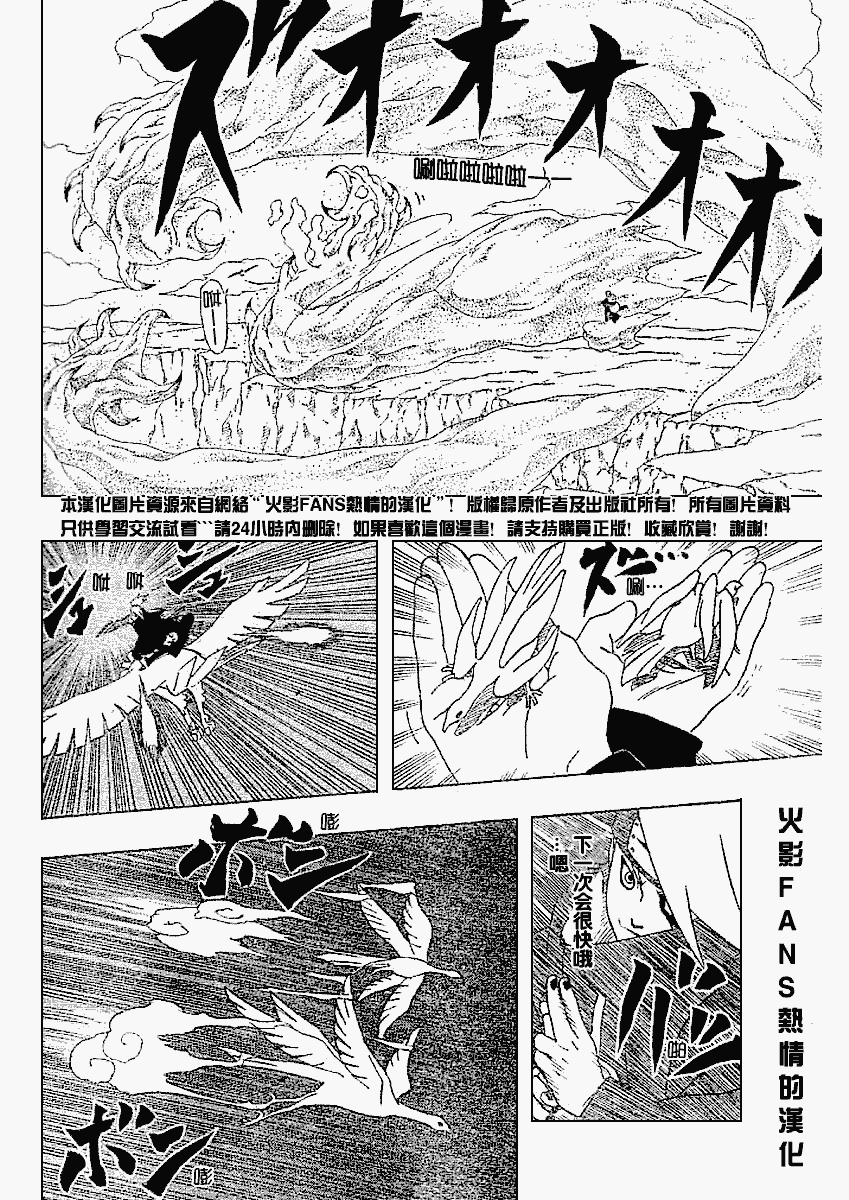 ズオオオオオオ
唰啦啦啦啦——
本漢化圖片資源來自網絡“火影FANS熱情的漢化”！版權歸原作者及出版社所有！所有圖片資料
只供學習交流試看```請24小時內刪除！如果喜歡這個漫畫！請支持購買正版！收藏欣賞！謝謝！
ズズ…
唰…
シュ
シュ
下一次会很快哦
…嗯
バッ
啪
ボン
嘭
ボン
嘭
火影FANS熱情的漢化